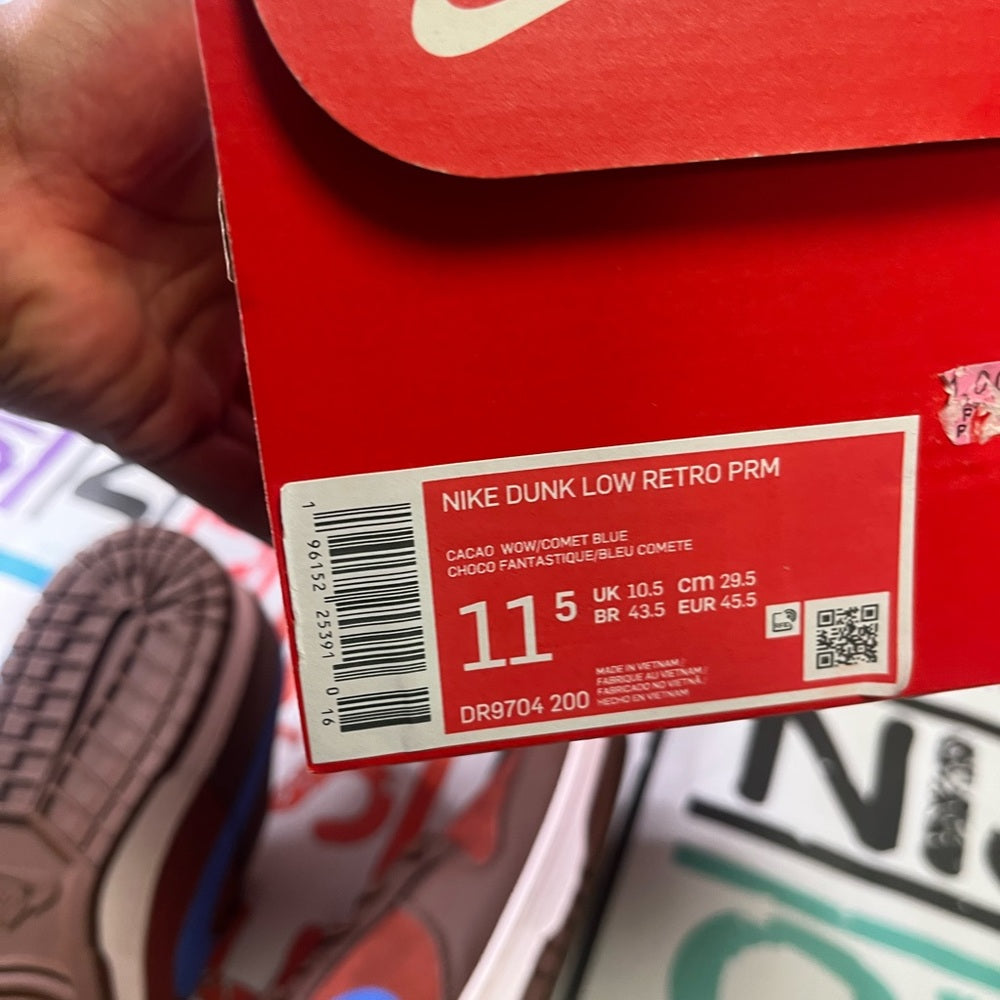 NIKE DUNK LOW RETRO PRM
CACAO WOW/COMET BLUE
CHOCO FANTASTIQUE/BLEU COMETE
11 5
UK 10.5 cm 29.5
BR 43.5 EUR 45.5
MADE IN VIETNAM /
FABRIQUE AU VIETNAM /
FABRICADO NO VIETNÃ /
HECHO EN VIETNAM
DR9704 200
1 96152 25391 0 16